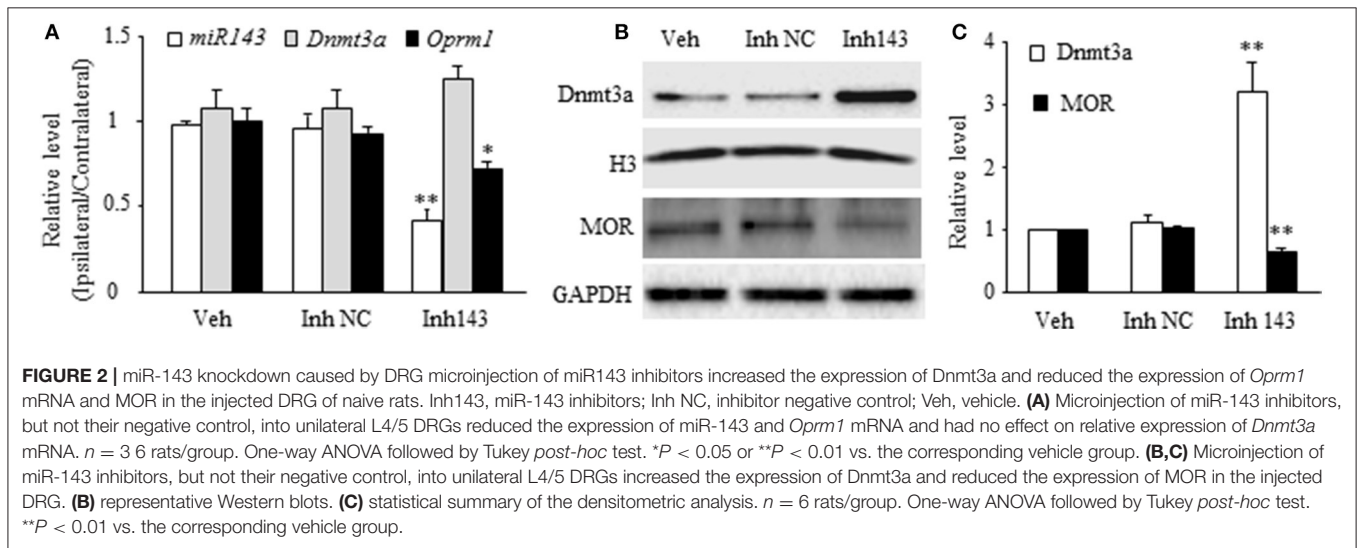 A
1.5
1
0.5
0
Relative level
(Ipsilateral/Contralateral)
miR143 Dnmt3a Oprm1
**
*
Veh Inh NC Inh143
B
Veh Inh NC Inh143
Dnmt3a
H3
MOR
GAPDH
C
4
3
2
1
0
Relative level
Dnmt3a
MOR
**
**
Veh Inh NC Inh 143
FIGURE 2 | miR-143 knockdown caused by DRG microinjection of miR143 inhibitors increased the expression of Dnmt3a and reduced the expression of Oprm1
mRNA and MOR in the injected DRG of naive rats. Inh143, miR-143 inhibitors; Inh NC, inhibitor negative control; Veh, vehicle. (A) Microinjection of miR-143 inhibitors,
but not their negative control, into unilateral L4/5 DRGs reduced the expression of miR-143 and Oprm1 mRNA and had no effect on relative expression of Dnmt3a
mRNA. n = 3 6 rats/group. One-way ANOVA followed by Tukey post-hoc test. *P < 0.05 or **P < 0.01 vs. the corresponding vehicle group. (B,C) Microinjection of
miR-143 inhibitors, but not their negative control, into unilateral L4/5 DRGs increased the expression of Dnmt3a and reduced the expression of MOR in the injected
DRG. (B) representative Western blots. (C) statistical summary of the densitometric analysis. n = 6 rats/group. One-way ANOVA followed by Tukey post-hoc test.
**P < 0.01 vs. the corresponding vehicle group.